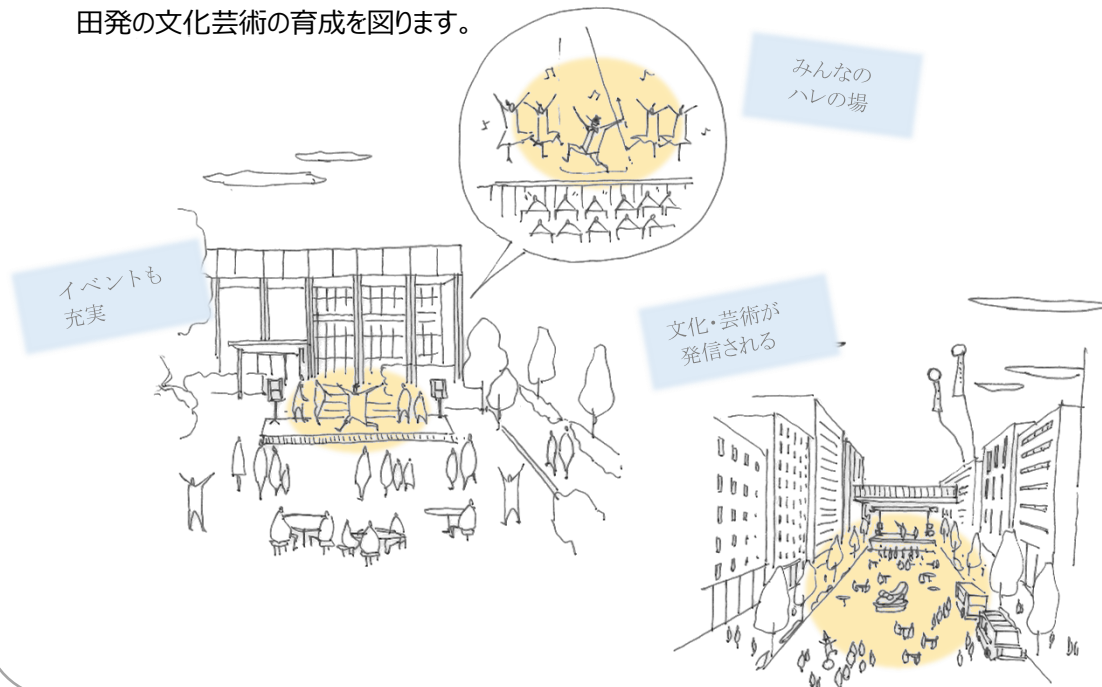 田発の文化芸術の育成を図ります。
みんなの
ハレの場
イベントも
充実
文化・芸術が
発信される